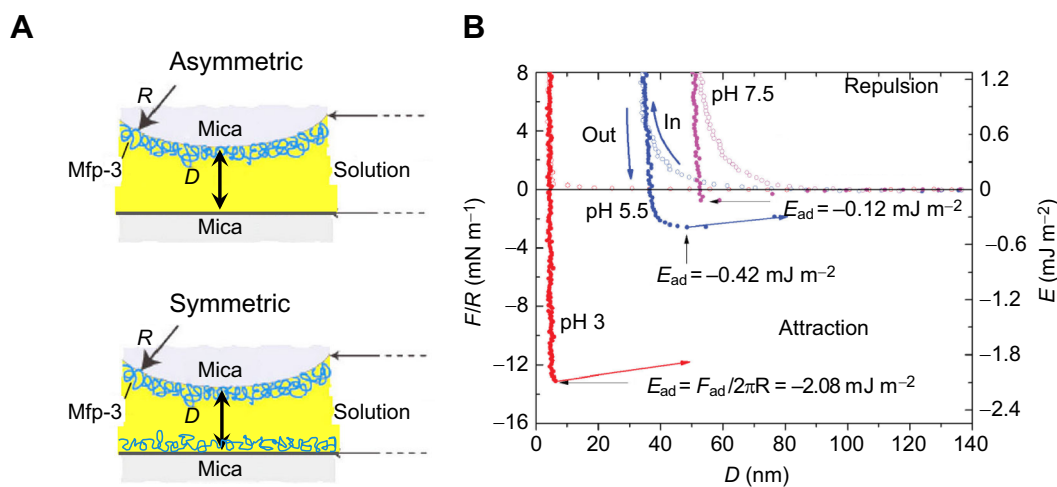 A
Asymmetric
R
Mica
Mfp-3
D
Solution
Mica
Symmetric
R
Mica
Mfp-3
D
Solution
Mica
B
8
4
0
−4
−8
−12
−16
F/R (mN m−1)
0 20 40 60 80 100 120 140
D (nm)
1.2
0.6
0
−0.6
−1.2
−1.8
−2.4
E (mJ m−2)
Repulsion
pH 7.5
Out
In
pH 5.5
Ead = −0.12 mJ m−2
Ead = −0.42 mJ m−2
pH 3
Attraction
Ead = Fad/2πR = −2.08 mJ m−2